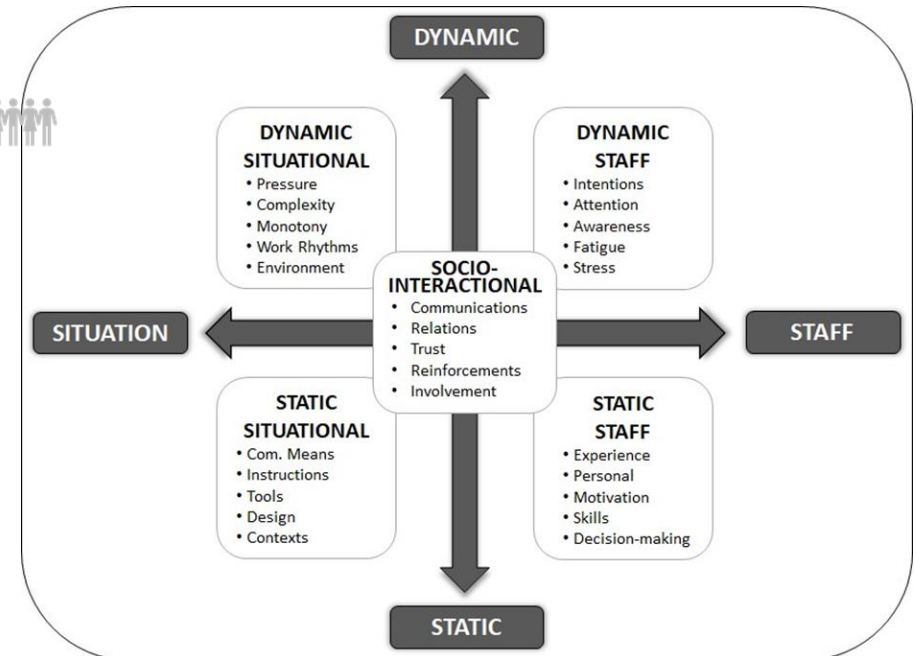 DYNAMIC
DYNAMIC
SITUATIONAL
• Pressure
• Complexity
• Monotony
• Work Rhythms
• Environment
DYNAMIC
STAFF
• Intentions
• Attention
• Awareness
• Fatigue
• Stress
SOCIO-
INTERACTIONAL
• Communications
• Relations
• Trust
• Reinforcements
• Involvement
SITUATION
STAFF
STATIC
SITUATIONAL
• Com. Means
• Instructions
• Tools
• Design
• Contexts
STATIC
STAFF
• Experience
• Personal
• Motivation
• Skills
• Decision-making
STATIC